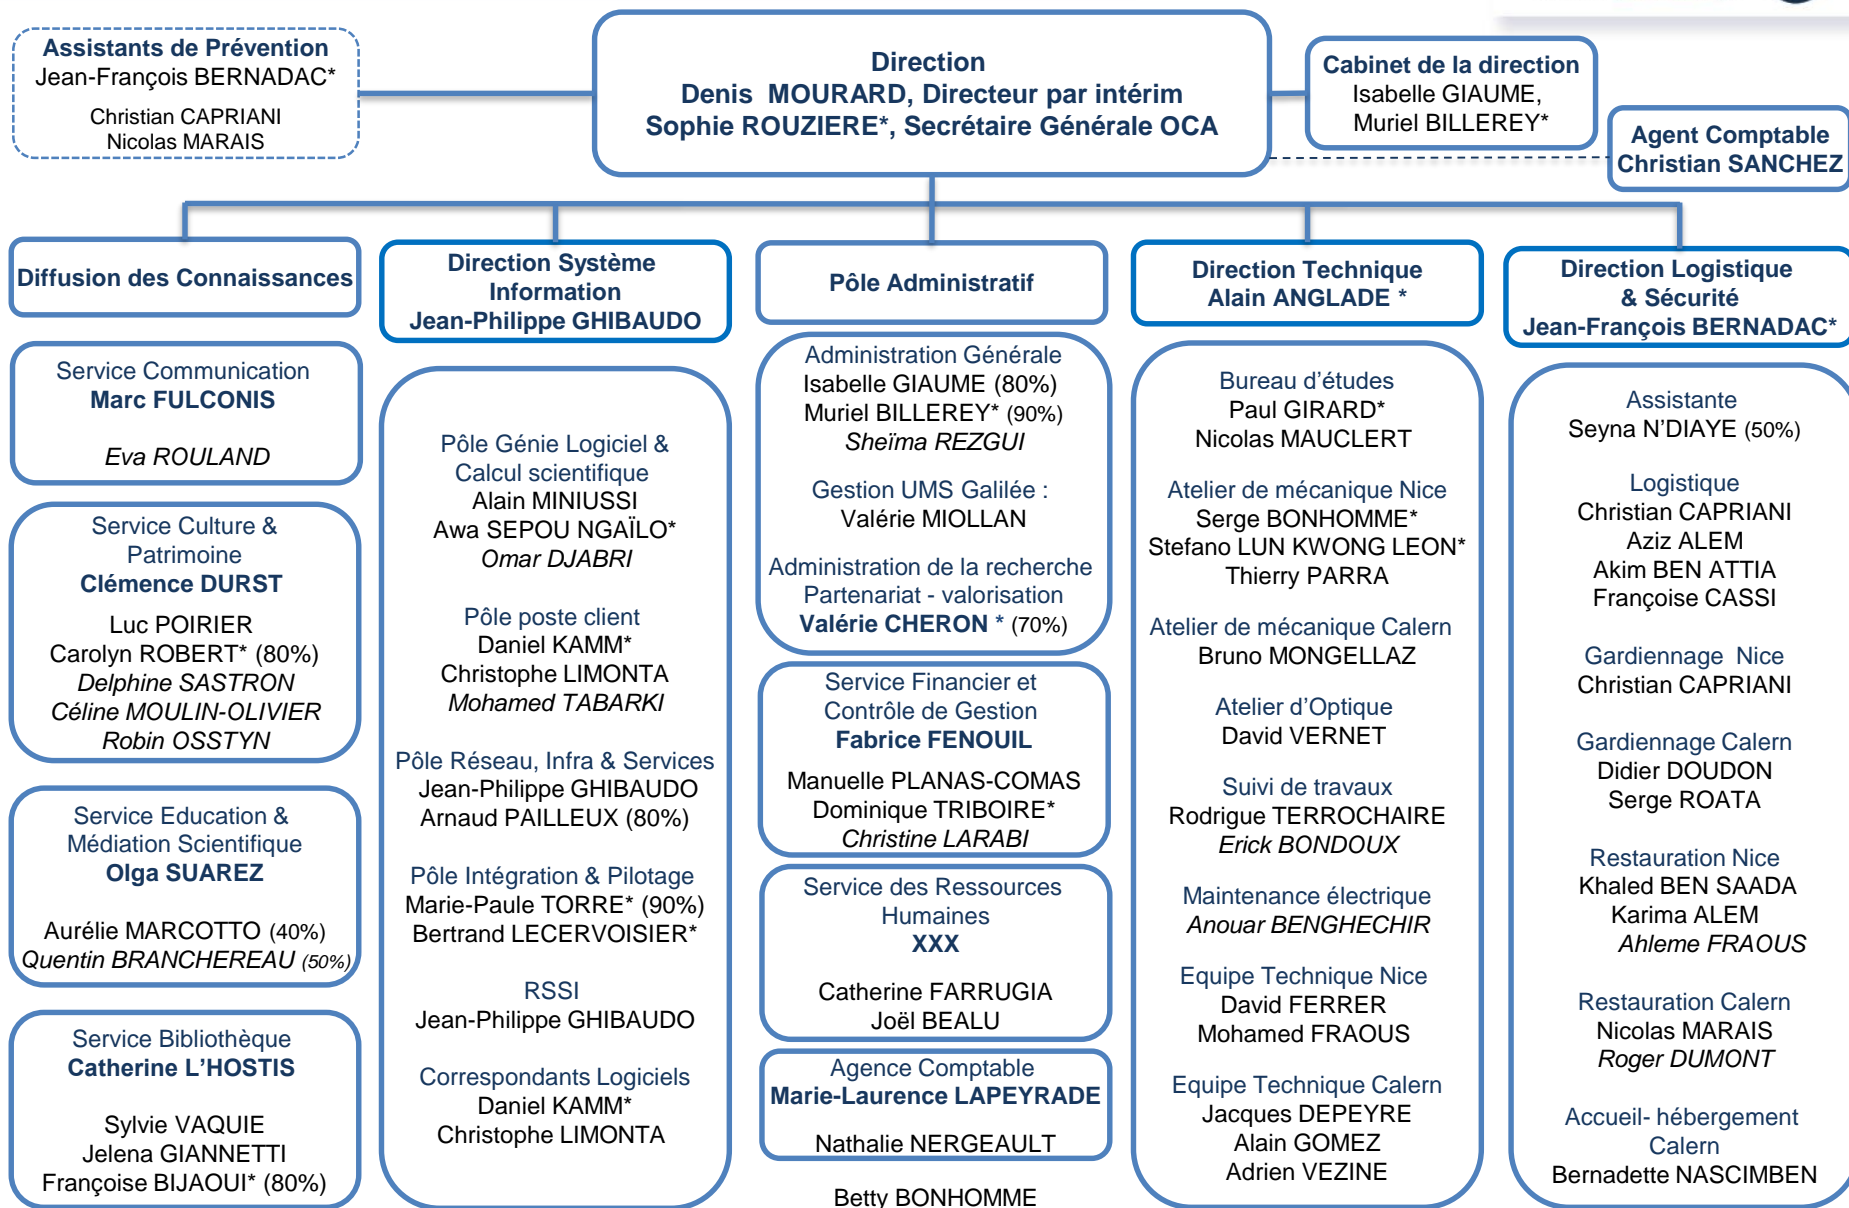 Assistants de Prévention
Jean-François BERNADAC*
Christian CAPRIANI
Nicolas MARAIS
Direction
Denis MOURARD, Directeur par intérim
Sophie ROUZIERE*, Secrétaire Générale OCA
Cabinet de la direction
Isabelle GIAUME,
Muriel BILLEREY*
Agent Comptable
Christian SANCHEZ
Diffusion des Connaissances
Service Communication
Marc FULCONIS
Eva ROULAND
Service Culture &
Patrimoine
Clémence DURST
Luc POIRIER
Carolyn ROBERT* (80%)
Delphine SASTRON
Céline MOULIN-OLIVIER
Robin OSSTYN
Service Education &
Médiation Scientifique
Olga SUAREZ
Aurélie MARCOTTO (40%)
Quentin BRANCHEREAU (50%)
Service Bibliothèque
Catherine L'HOSTIS
Sylvie VAQUIE
Jelena GIANNETTI
Françoise BIJAOUI* (80%)
Direction Système
Information
Jean-Philippe GHIBAUDO
Pôle Génie Logiciel &
Calcul scientifique
Alain MINIUSSI
Awa SEPOU NGAÏLO*
Omar DJABRI
Pôle poste client
Daniel KAMM*
Christophe LIMONTA
Mohamed TABARKI
Pôle Réseau, Infra & Services
Jean-Philippe GHIBAUDO
Arnaud PAILLEUX (80%)
Pôle Intégration & Pilotage
Marie-Paule TORRE* (90%)
Bertrand LECERVOISIER*
RSSI
Jean-Philippe GHIBAUDO
Correspondants Logiciels
Daniel KAMM*
Christophe LIMONTA
Pôle Administratif
Administration Générale
Isabelle GIAUME (80%)
Muriel BILLEREY* (90%)
Sheïma REZGUI
Gestion UMS Galilée :
Valérie MIOLLAN
Administration de la recherche
Partenariat - valorisation
Valérie CHERON * (70%)
Service Financier et
Contrôle de Gestion
Fabrice FENOUIL
Manuelle PLANAS-COMAS
Dominique TRIBOIRE*
Christine LARABI
Service des Ressources
Humaines
XXX
Catherine FARRUGIA
Joël BEALU
Agence Comptable
Marie-Laurence LAPEYRADE
Nathalie NERGEAULT
Betty BONHOMME
Direction Technique
Alain ANGLADE *
Bureau d'études
Paul GIRARD*
Nicolas MAUCLERT
Atelier de mécanique Nice
Serge BONHOMME*
Stefano LUN KWONG LEON*
Thierry PARRA
Atelier de mécanique Calern
Bruno MONGELLAZ
Atelier d'Optique
David VERNET
Suivi de travaux
Rodrigue TERROCHAIRE
Erick BONDOUX
Maintenance électrique
Anouar BENGHECHIR
Equipe Technique Nice
David FERRER
Mohamed FRAOUS
Equipe Technique Calern
Jacques DEPEYRE
Alain GOMEZ
Adrien VEZINE
Direction Logistique
& Sécurité
Jean-François BERNADAC*
Assistante
Seyna N'DIAYE (50%)
Logistique
Christian CAPRIANI
Aziz ALEM
Akim BEN ATTIA
Françoise CASSI
Gardiennage Nice
Christian CAPRIANI
Gardiennage Calern
Didier DOUDON
Serge ROATA
Restauration Nice
Khaled BEN SAADA
Karima ALEM
Ahleme FRAOUS
Restauration Calern
Nicolas MARAIS
Roger DUMONT
Accueil- hébergement
Calern
Bernadette NASCIMBEN